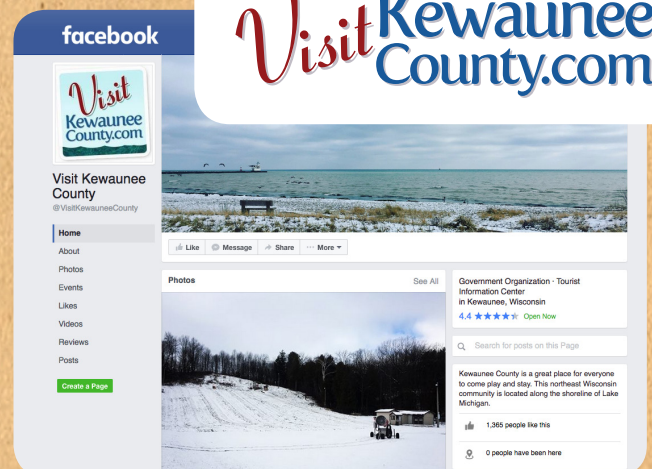 facebook
Visit Kewaunee
County.com
Visit
Kewaunee
County.com
Visit Kewaunee
County
@VisitKewauneeCounty
Home
About
Photos
Events
Likes
Videos
Reviews
Posts
Create a Page
Like
Message
Share
More
Photos
See All
Government Organization · Tourist
Information Center
in Kewaunee, Wisconsin
4.4
Open Now
Search for posts on this Page
Kewaunee County is a great place for everyone
to come play and stay. This northeast Wisconsin
community is located along the shoreline of Lake
Michigan.
1,365 people like this
0 people have been here